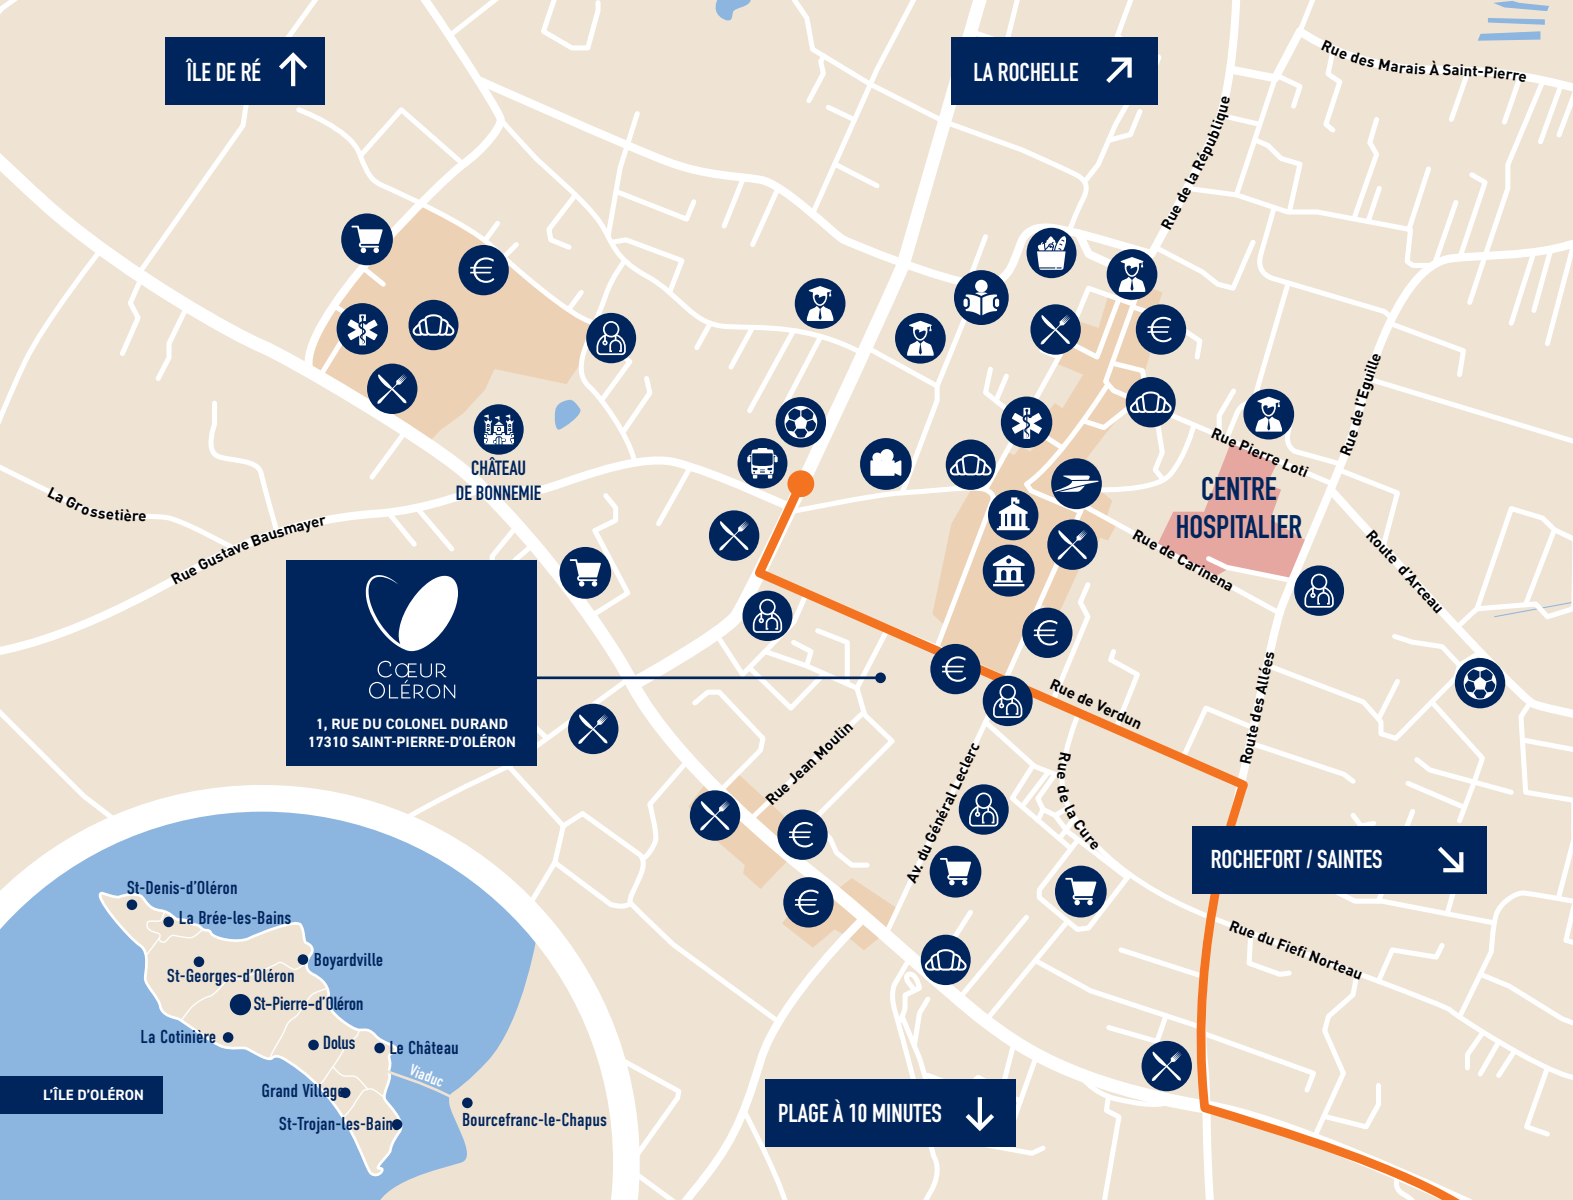 ÎLE DE RÉ
LA ROCHELLE
Rue des Marais À Saint-Pierre
Rue de la République
Rue de l'Eguille
Rue Pierre Loti
CHÂTEAU
DE BONNEMIE
CENTRE
HOSPITALIER
La Grossetière
Rue Gustave Bausmayer
Rue de Carinena
Route d'Arceau
CŒUR
OLÉRON
1, RUE DU COLONEL DURAND
17310 SAINT-PIERRE-D'OLÉRON
Rue de Verdun
Route des Allées
Rue Jean Moulin
Av. du Général Leclerc
Rue de la Cure
ROCHEFORT / SAINTES
Rue du Fiefi Norteau
St-Denis-d'Oléron
La Brée-les-Bains
Boyardville
St-Georges-d'Oléron
St-Pierre-d'Oléron
La Cotinière
Dolus
Le Château
Viaduc
Grand Village
L'ÎLE D'OLÉRON
St-Trojan-les-Bain
Bourcefranc-le-Chapus
PLAGE À 10 MINUTES